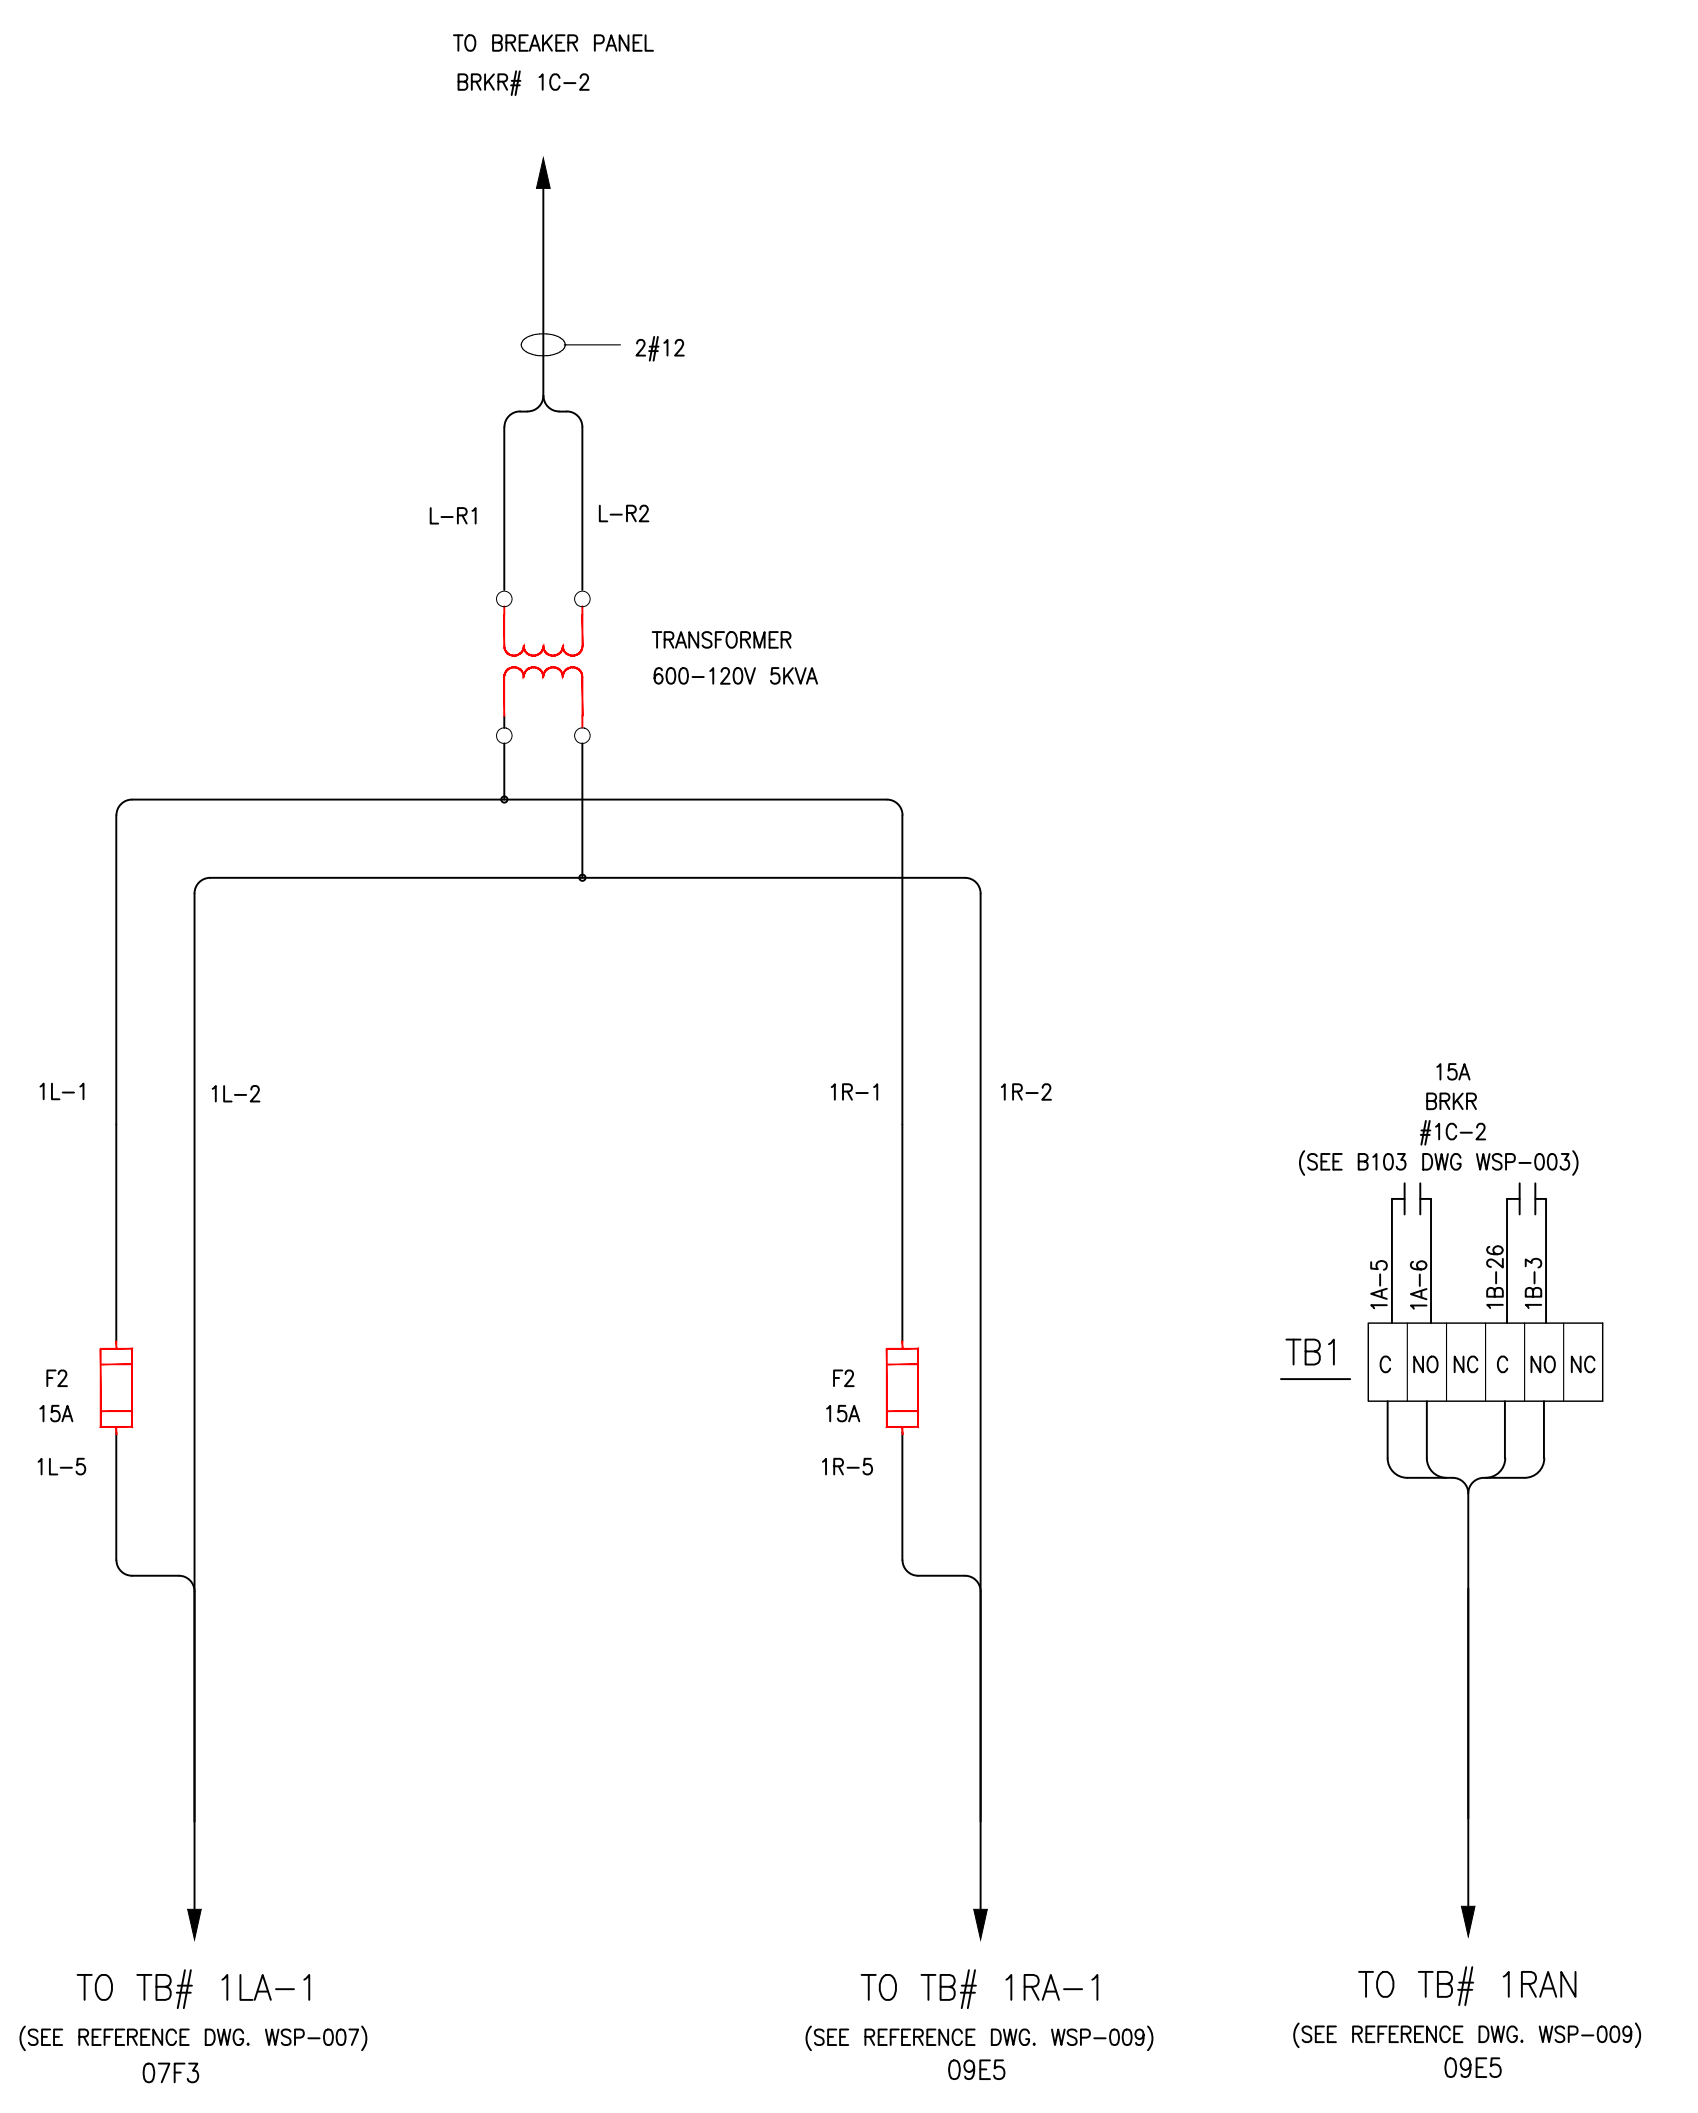 TO BREAKER PANEL
BRKR# 1C-2
2#12
L-R1
L-R2
TRANSFORMER
600-120V 5KVA
1L-1
1L-2
1R-1
1R-2
F2
15A
1L-5
F2
15A
1R-5
15A
BRKR
#1C-2
(SEE B103 DWG WSP-003)
1A-5
1A-6
1B-26
1B-3
TB1
C NO NC C NO NC
TO TB# 1LA-1
(SEE REFERENCE DWG. WSP-007)
07F3
TO TB# 1RA-1
(SEE REFERENCE DWG. WSP-009)
09E5
TO TB# 1RAN
(SEE REFERENCE DWG. WSP-009)
09E5